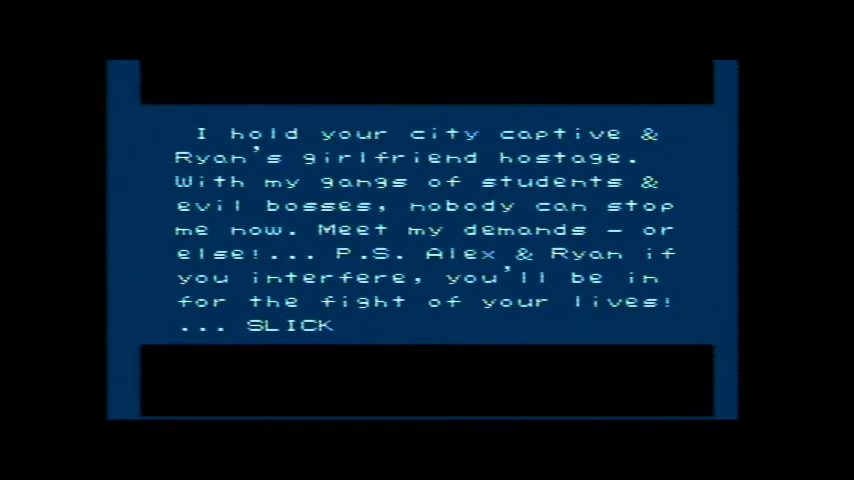 I hold your city captive &
Ryan's girlfriend hostage.
With my gangs of students &
evil bosses, nobody can stop
me now. Meet my demands - or
else!... P.S. Alex & Ryan if
you interfere, you'll be in
for the fight of your lives!
... SLICK